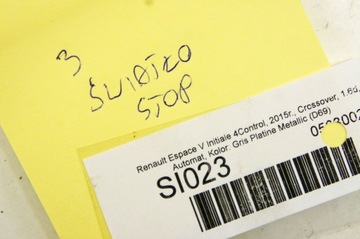 3
ŚWIATŁO
STOP
Renault Espace V Initiale 4Control, 2015r., Crossover, 1.6d,
Automat, Kolor: Gris Platine Metallic (D69)
SI023